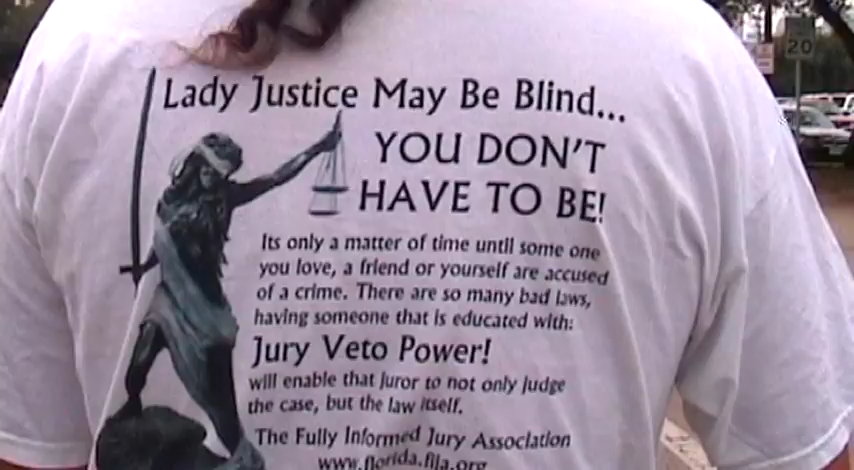 Lady Justice May Be Blind...
YOU DON'T
HAVE TO BE!
Its only a matter of time until some one
you love, a friend or yourself are accused
of a crime. There are so many bad laws,
having someone that is educated with:
Jury Veto Power!
will enable that juror to not only judge
the case, but the law itself.
The Fully Informed Jury Association
www.florida.fija.org
20